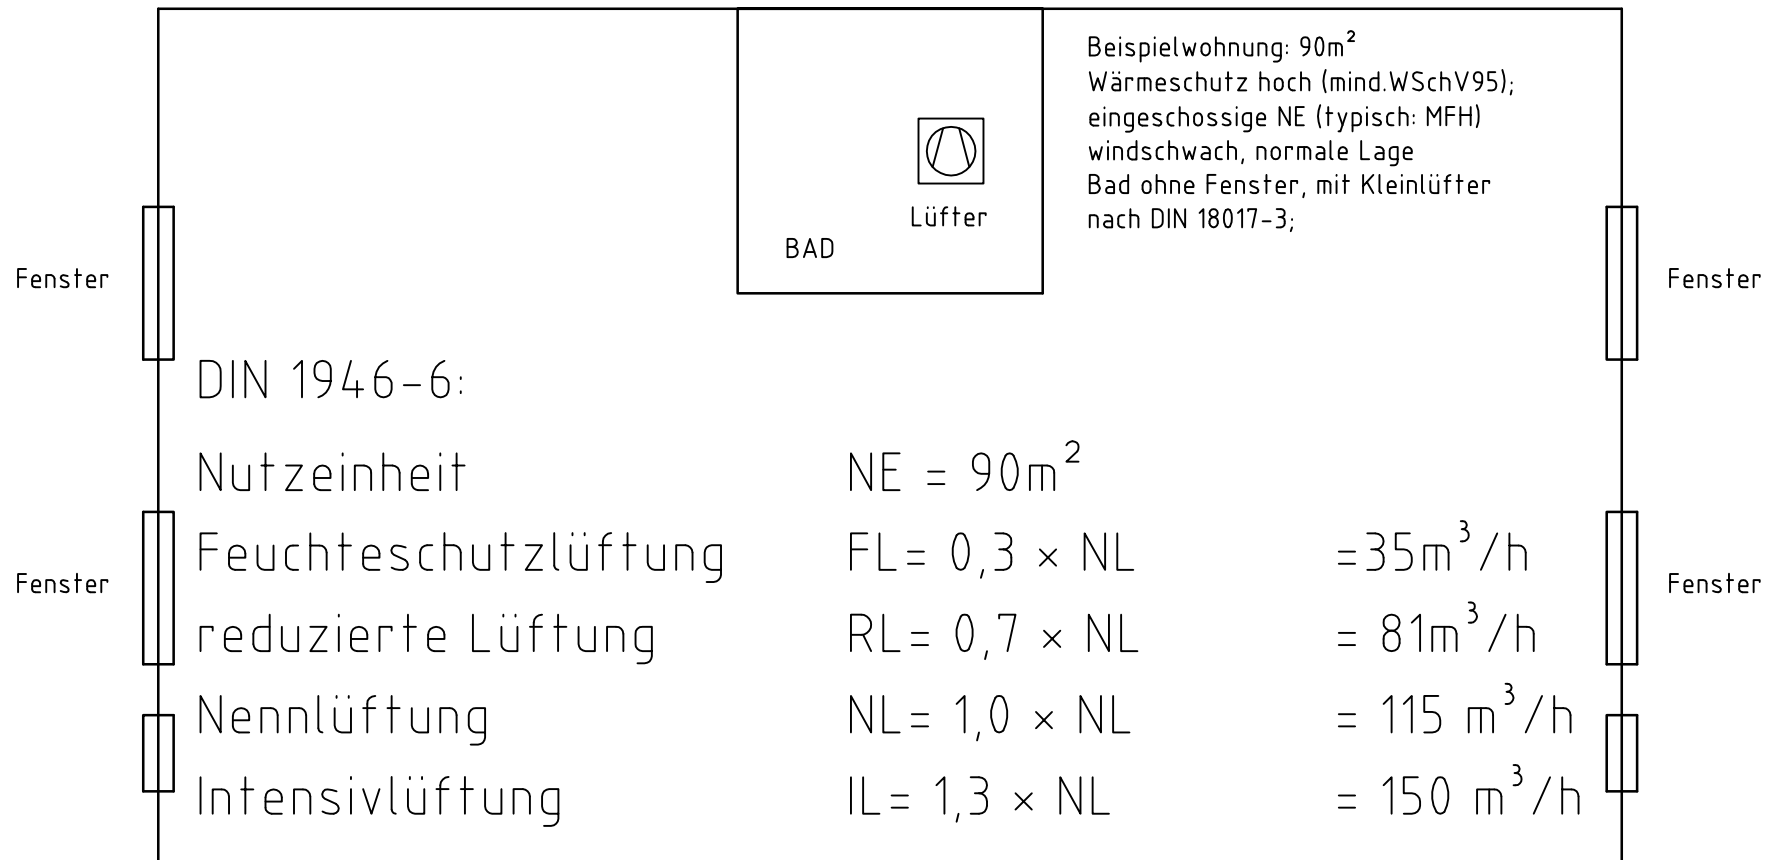 Beispielwohnung: 90m²
Wärmeschutz hoch (mind.WSchV95);
eingeschossige NE (typisch: MFH)
windschwach, normale Lage
Bad ohne Fenster, mit Kleinlüfter
nach DIN 18017-3;
Lüfter
BAD
Fenster
Fenster
DIN 1946-6:
Nutzeinheit NE = 90m²
Feuchteschutzlüftung FL= 0,3 × NL =35m³/h
Fenster
Fenster
reduzierte Lüftung RL= 0,7 × NL = 81m³/h
Nennlüftung NL= 1,0 × NL = 115 m³/h
Intensivlüftung IL= 1,3 × NL = 150 m³/h